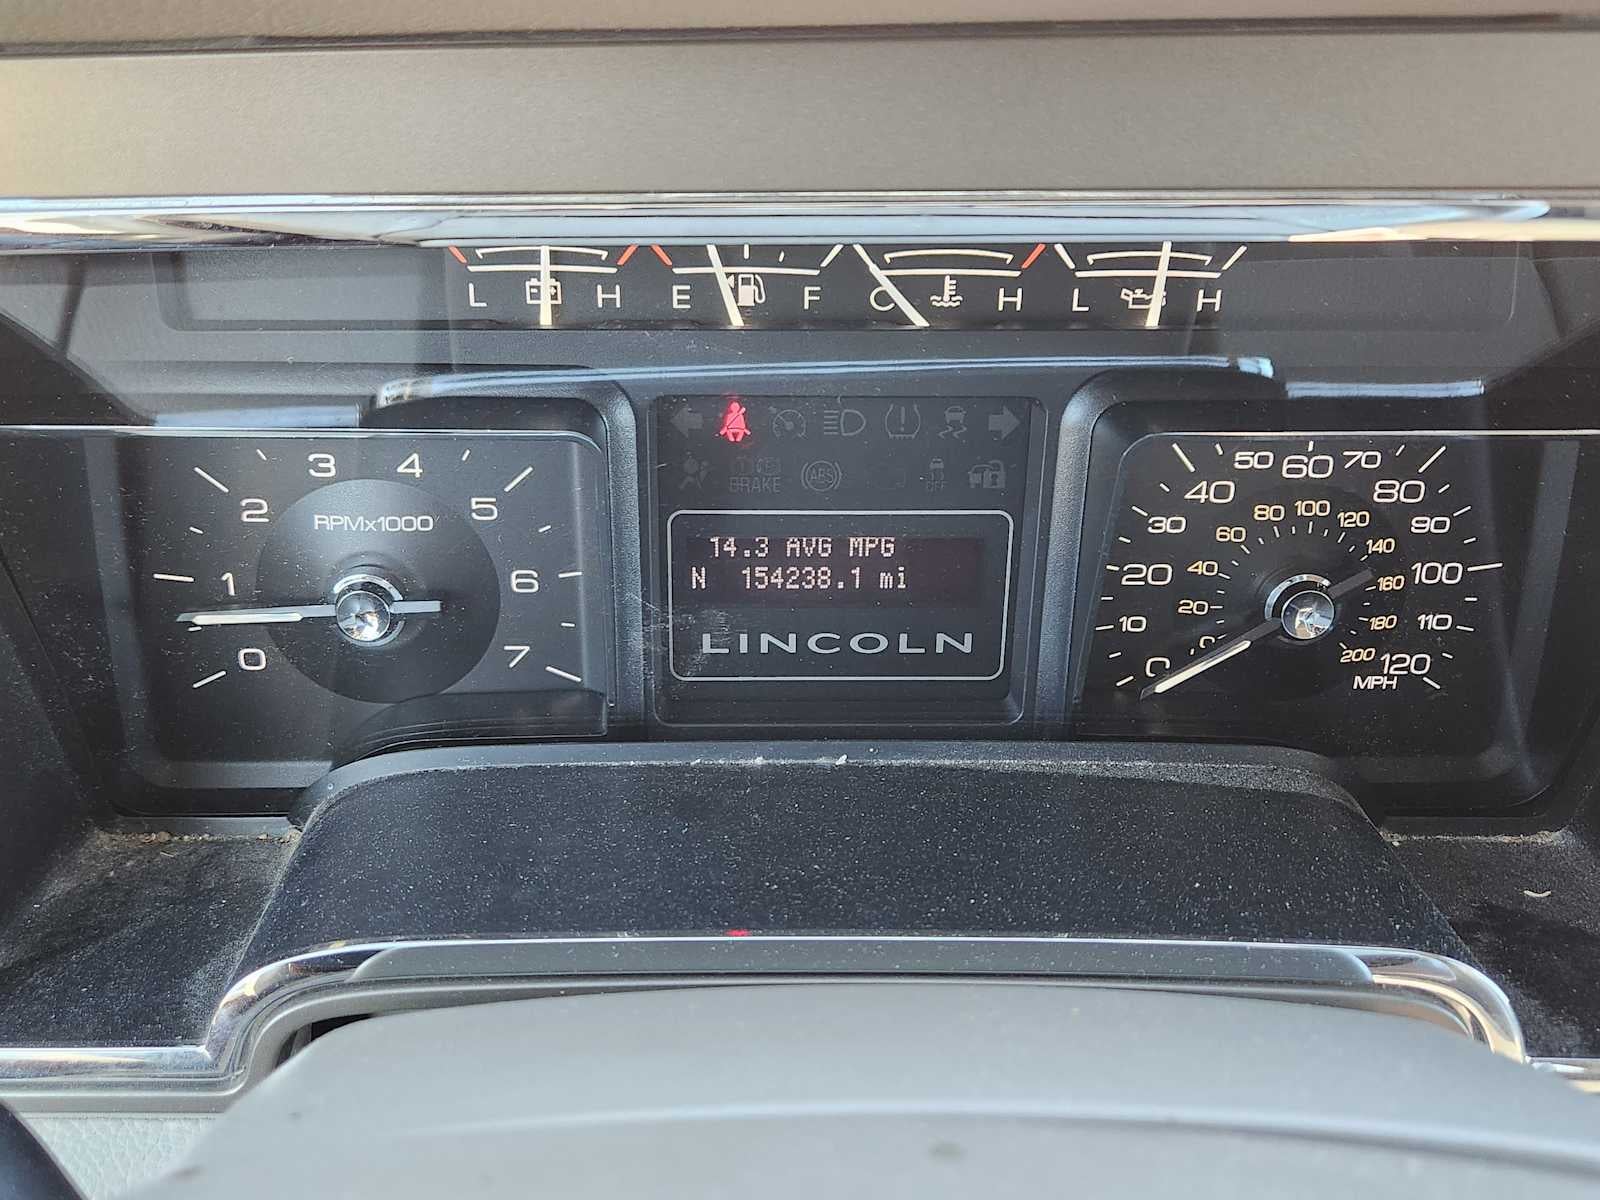 L H E F C H L H
BRAKE ABS OFF
0 1 2 3 4 5 6 7
RPMx1000
14.3 AVG MPG
N 154238.1 mi
LINCOLN
0 10 20 30 40 50 60 70 80 90 100 110 120
20 40 60 80 100 120 140 160 180 200
MPH